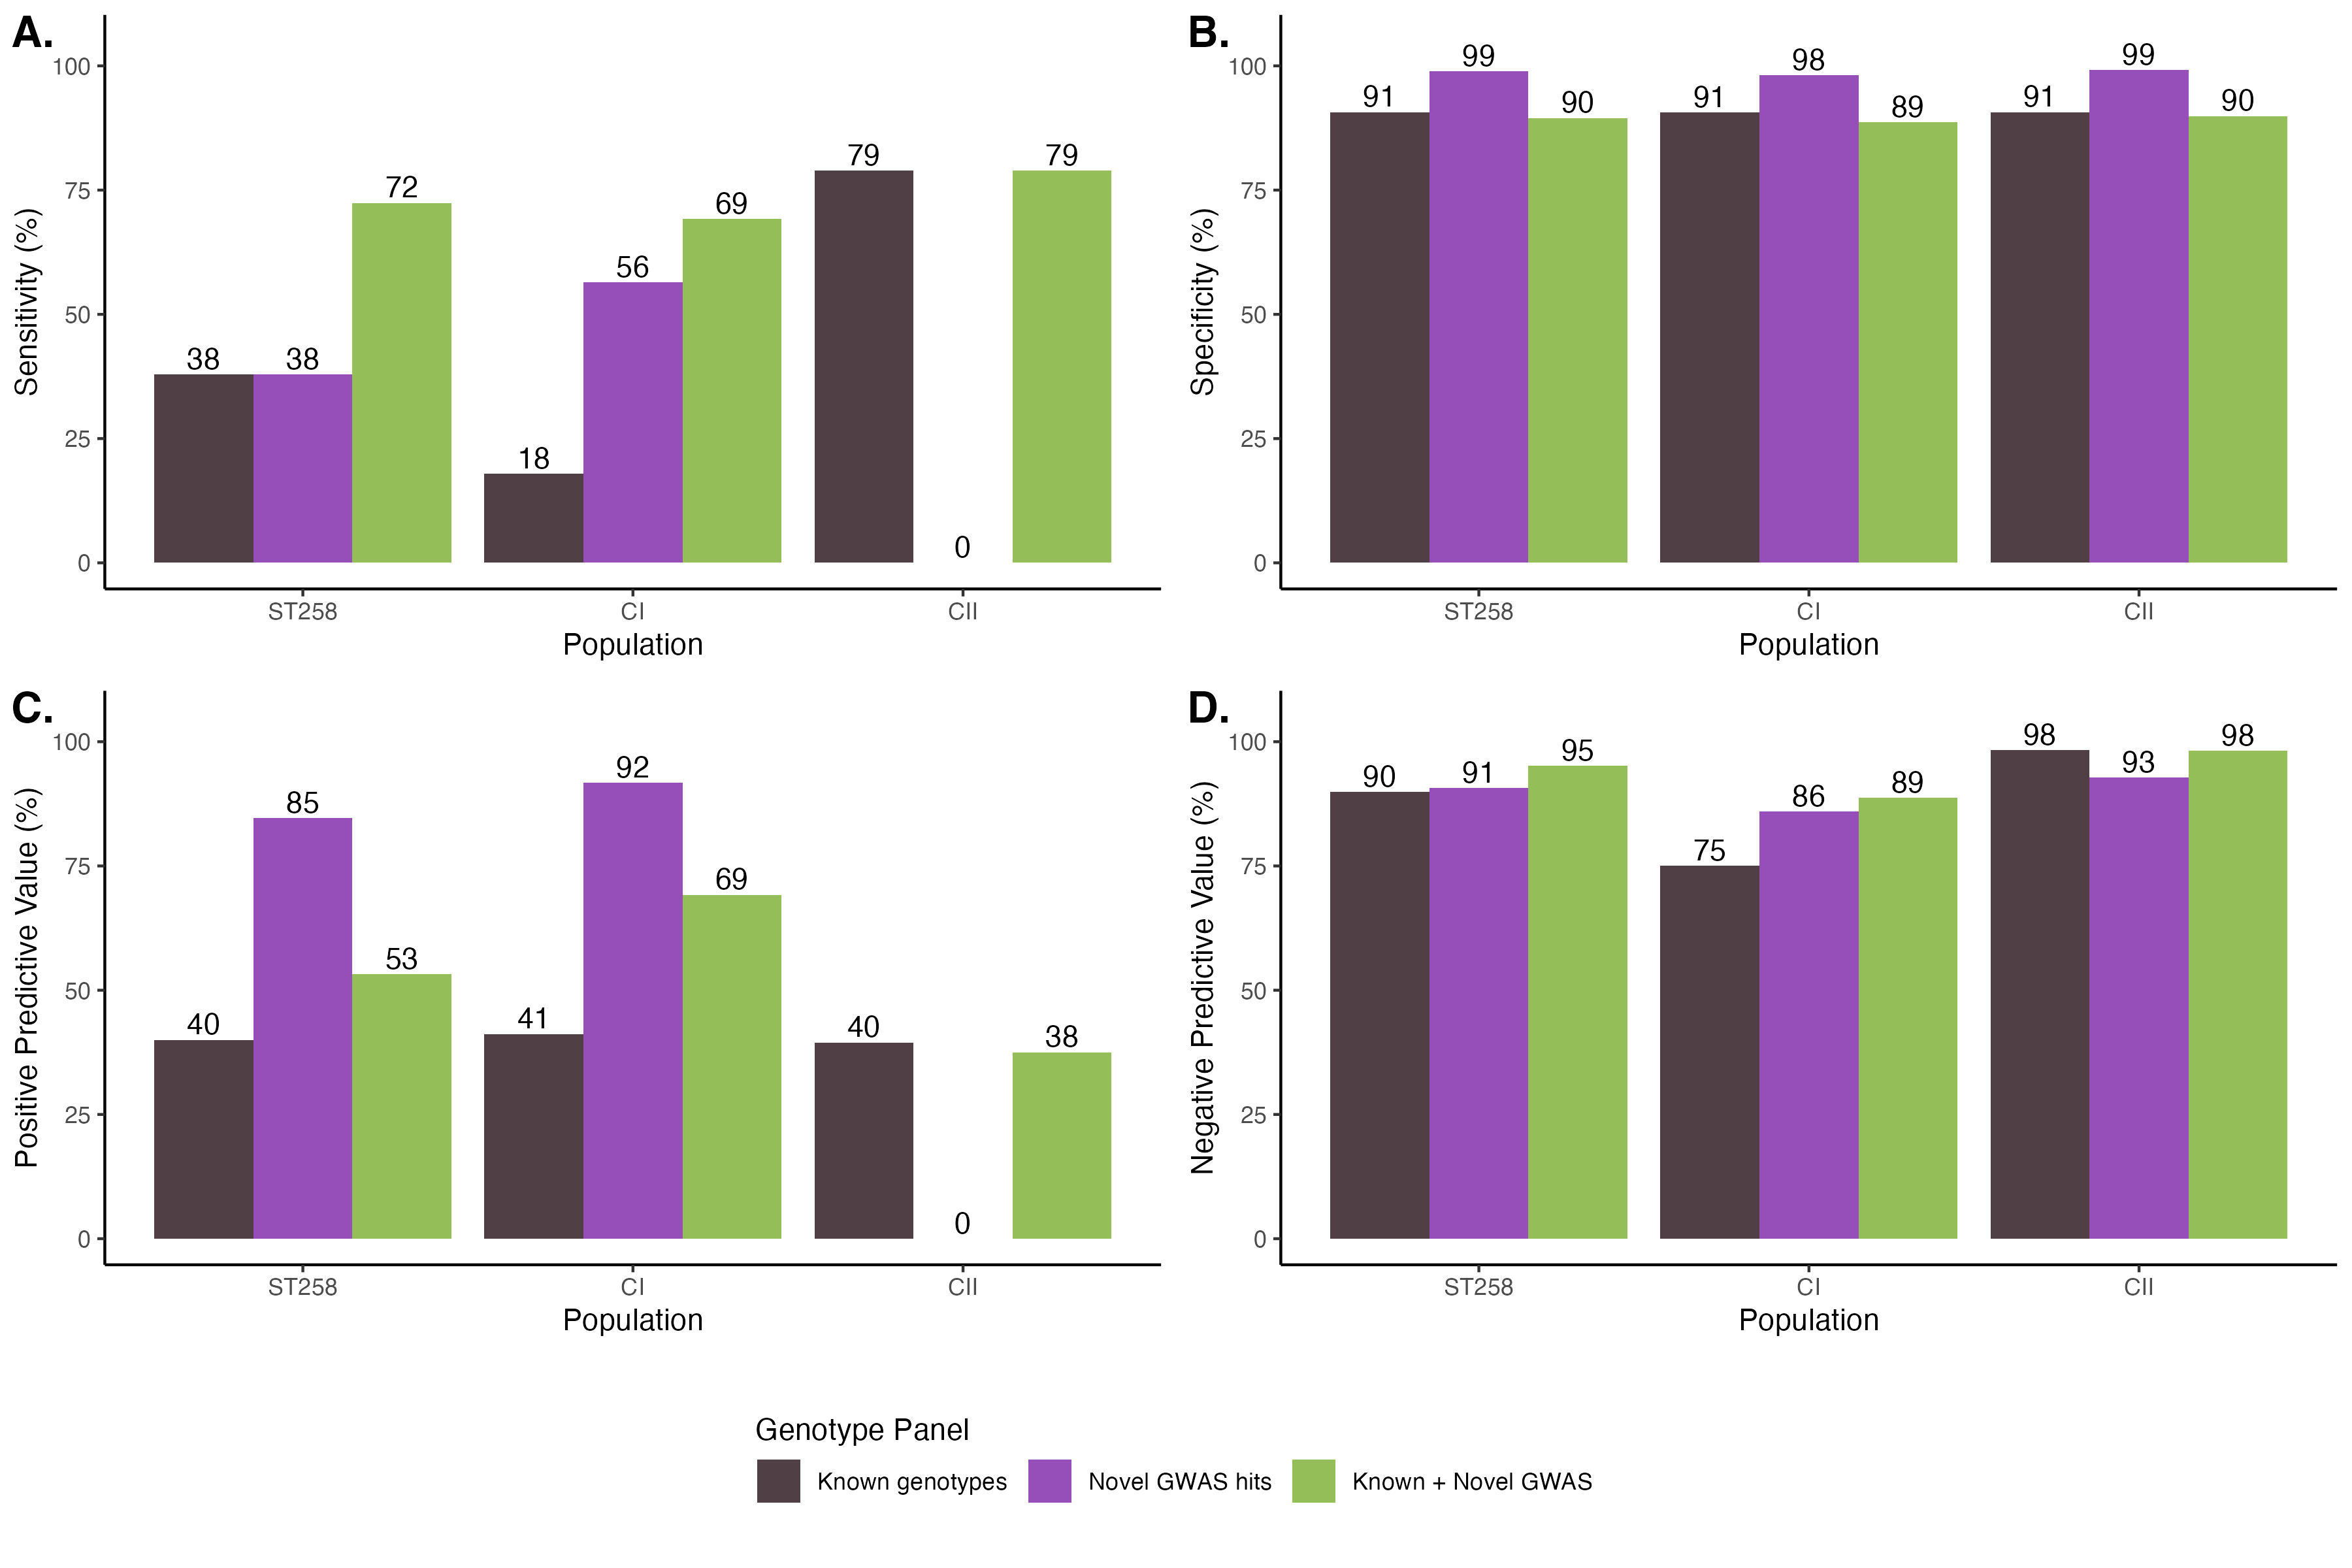 A.
Sensitivity (%)
100
75
50
25
0
38 38 72
18 56 69
79 0 79
ST258 CI CII
Population
B.
Specificity (%)
100
75
50
25
0
91 99 90
91 98 89
91 99 90
ST258 CI CII
Population
C.
Positive Predictive Value (%)
100
75
50
25
0
40 85 53
41 92 69
40 0 38
ST258 CI CII
Population
D.
Negative Predictive Value (%)
100
75
50
25
0
90 91 95
75 86 89
98 93 98
ST258 CI CII
Population
Genotype Panel
Known genotypes Novel GWAS hits Known + Novel GWAS